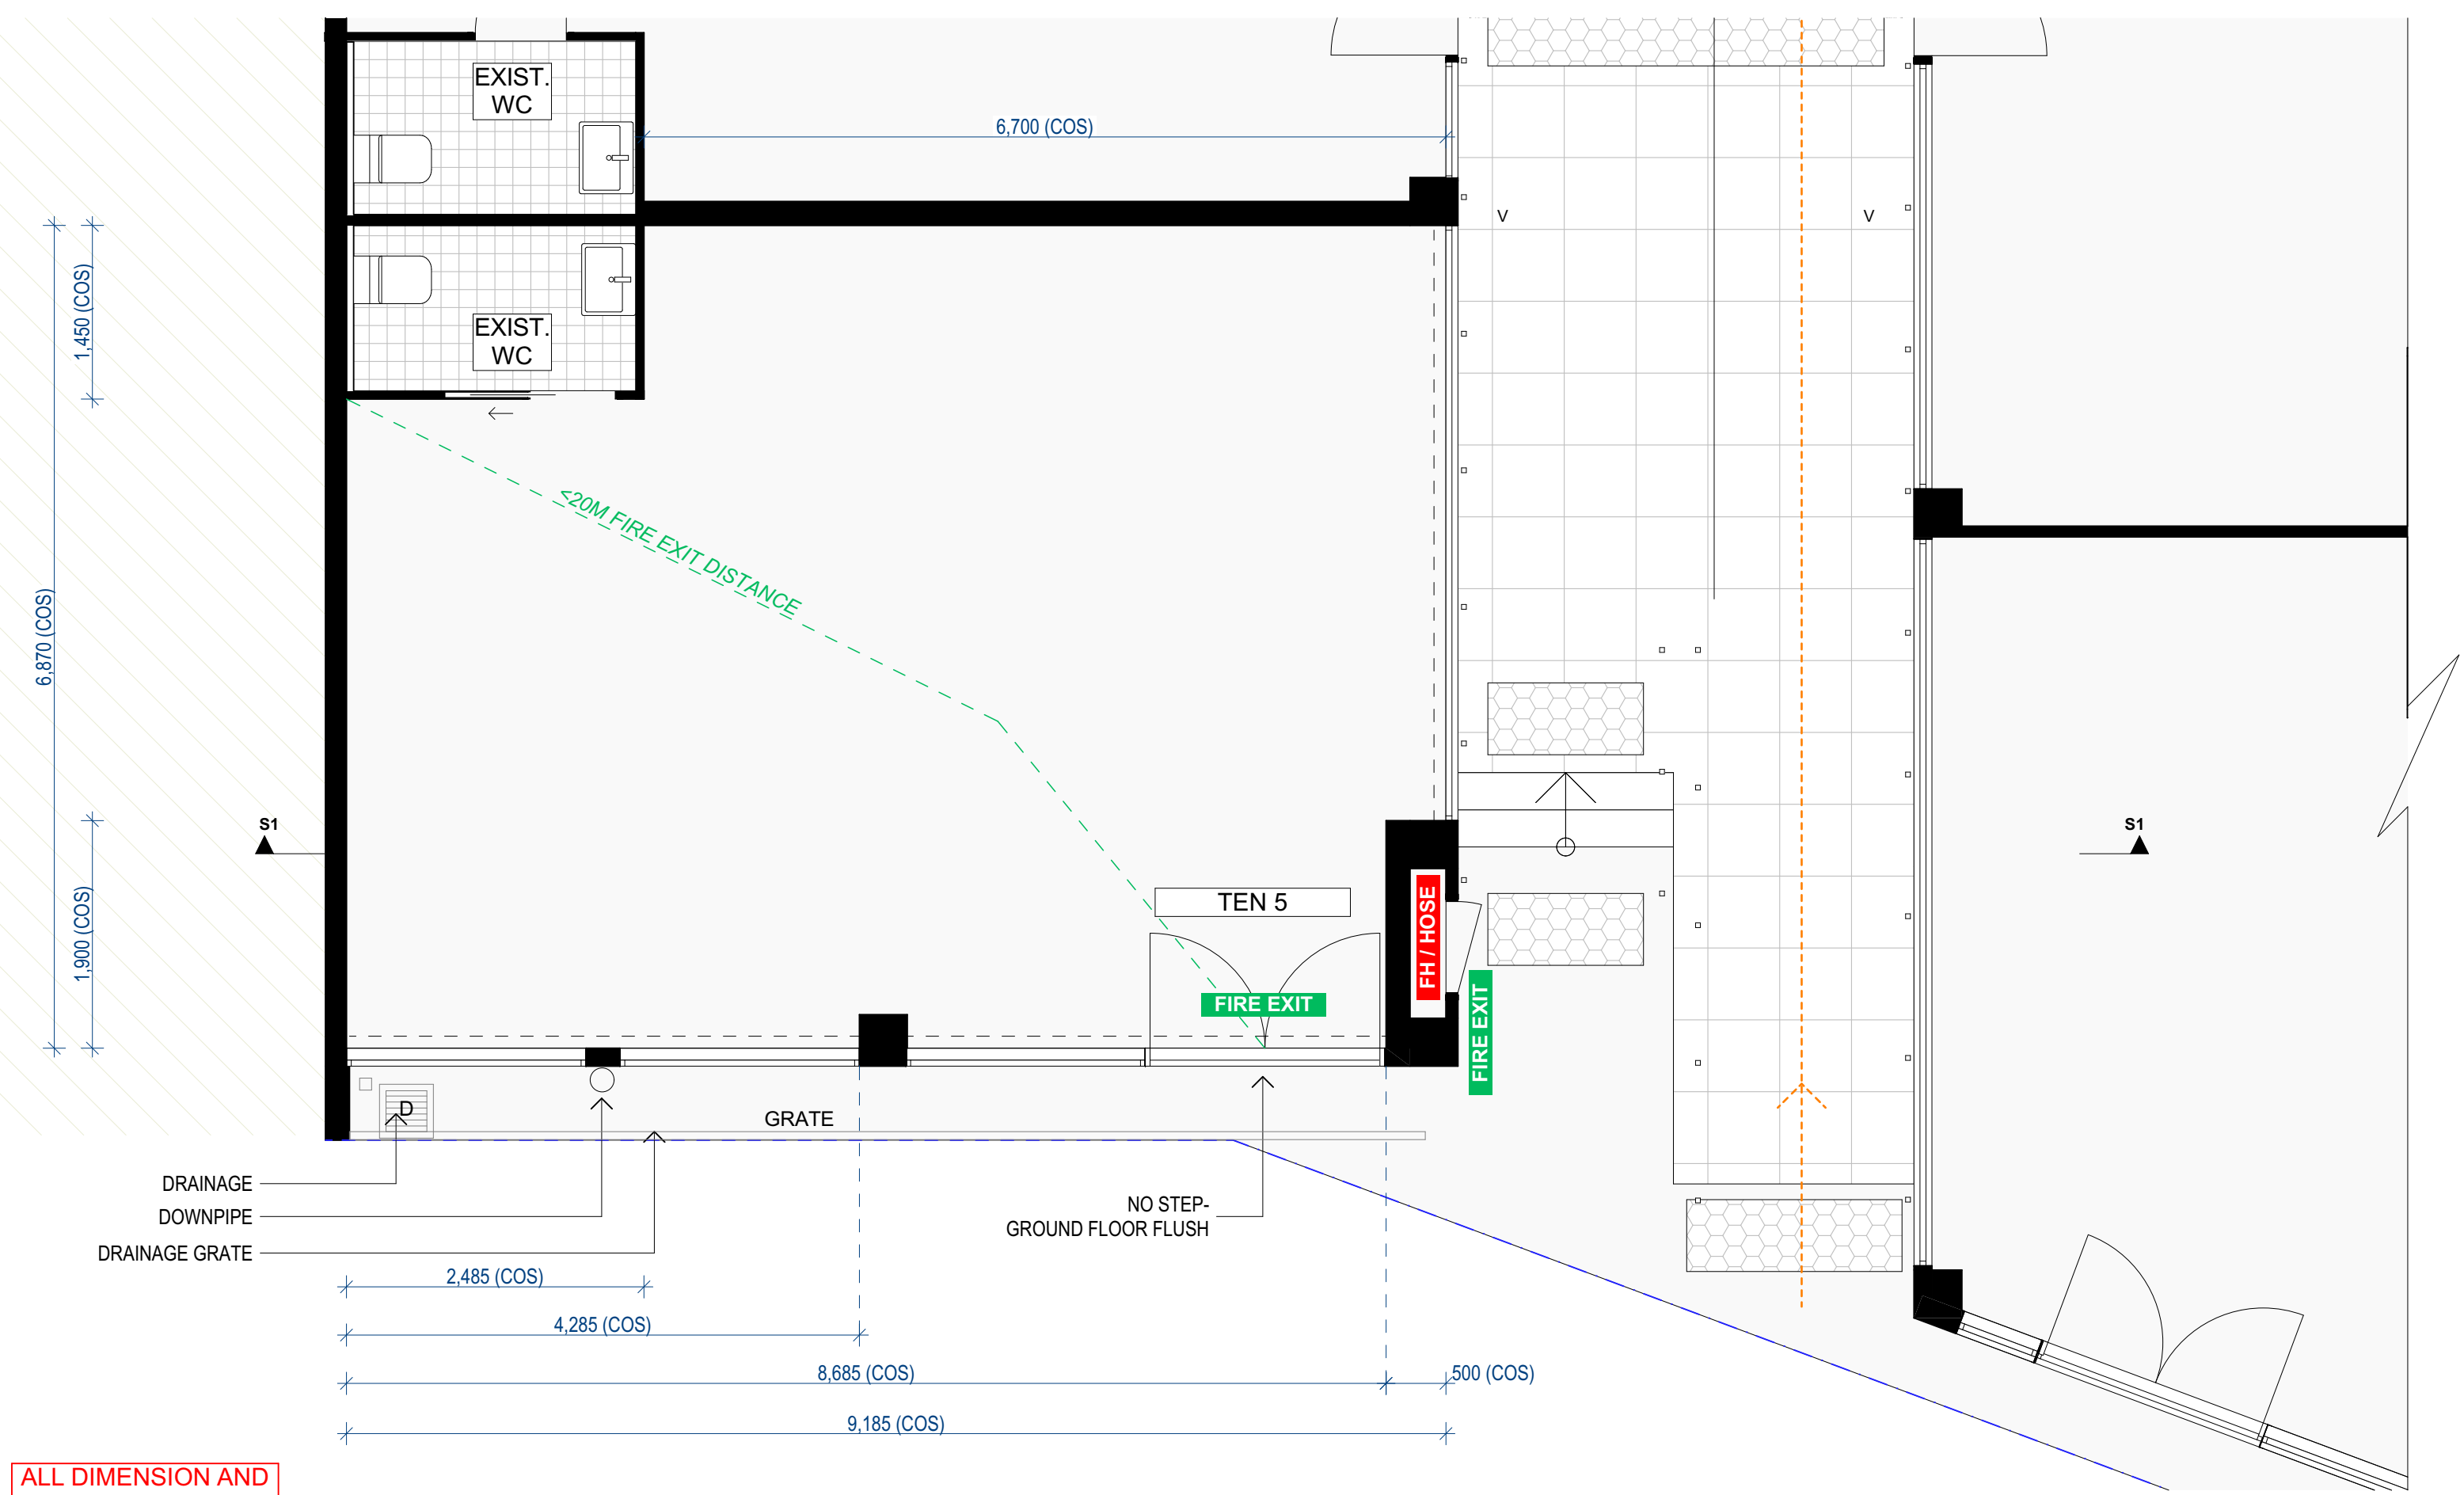 EXIST.
WC
6,700 (COS)
V
V
1,450 (COS)
EXIST.
WC
<20M FIRE EXIT DISTANCE
6,870 (COS)
S1
S1
1,900 (COS)
TEN 5
FH / HOSE
FIRE EXIT
FIRE EXIT
D
GRATE
DRAINAGE
DOWNPIPE
DRAINAGE GRATE
NO STEP-
GROUND FLOOR FLUSH
2,485 (COS)
4,285 (COS)
8,685 (COS)
500 (COS)
9,185 (COS)
ALL DIMENSION AND